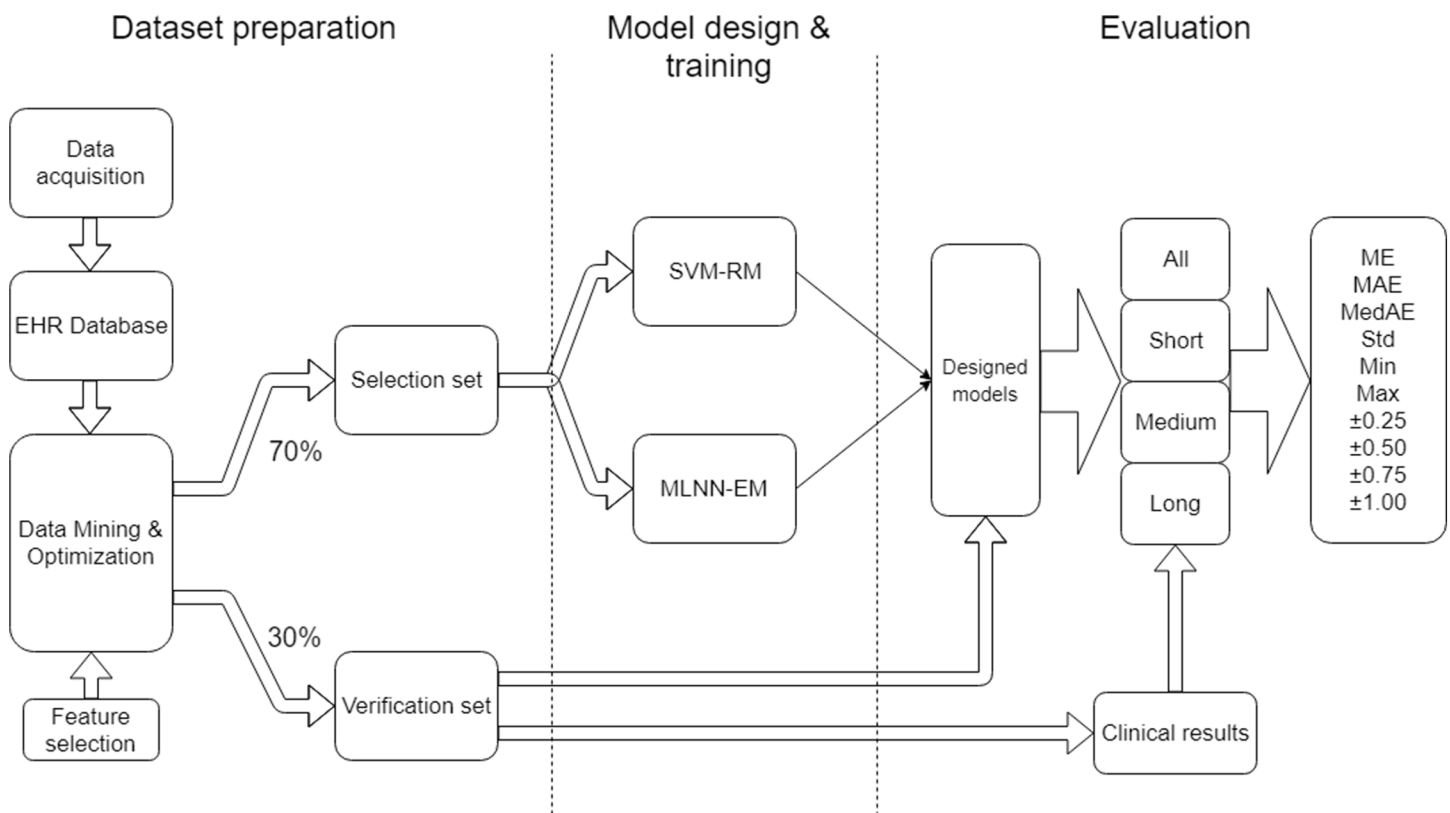 Dataset preparation
Model design &
training
Evaluation
Data
acquisition
EHR Database
Data Mining &
Optimization
Feature
selection
70%
30%
Selection set
Verification set
SVM-RM
MLNN-EM
Designed
models
All
Short
Medium
Long
Clinical results
ME
MAE
MedAE
Std
Min
Max
±0.25
±0.50
±0.75
±1.00